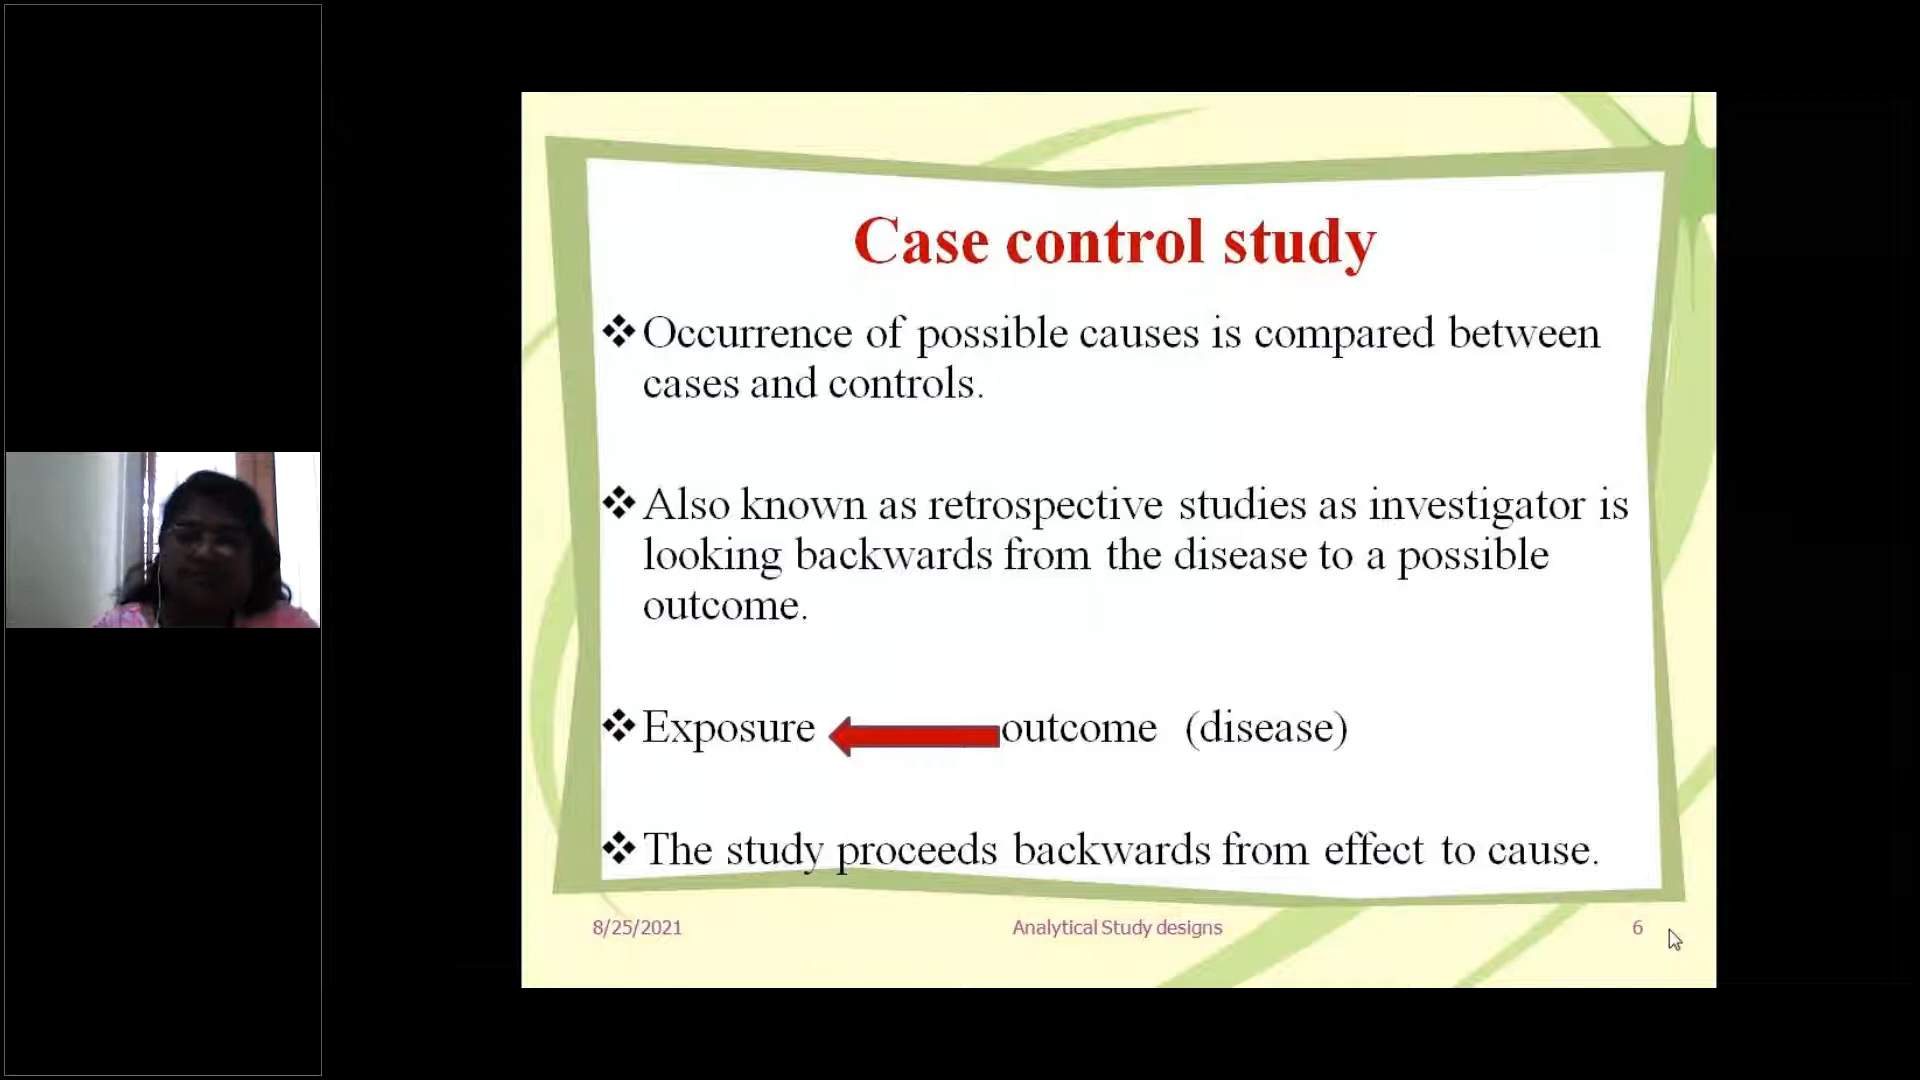 Case control study
Occurrence of possible causes is compared between
cases and controls.
Also known as retrospective studies as investigator is
looking backwards from the disease to a possible
outcome.
Exposure outcome (disease)
The study proceeds backwards from effect to cause.
8/25/2021 Analytical Study designs 6